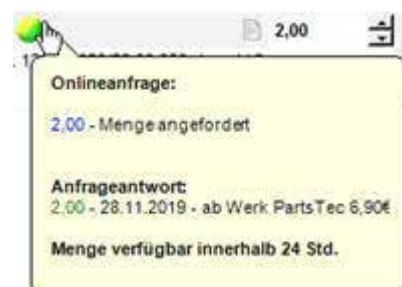 2,00
Onlineanfrage:
2,00 - Menge angefordert
Anfrageantwort:
2,00 - 28.11.2019 - ab Werk PartsTec 6,90€
Menge verfügbar innerhalb 24 Std.